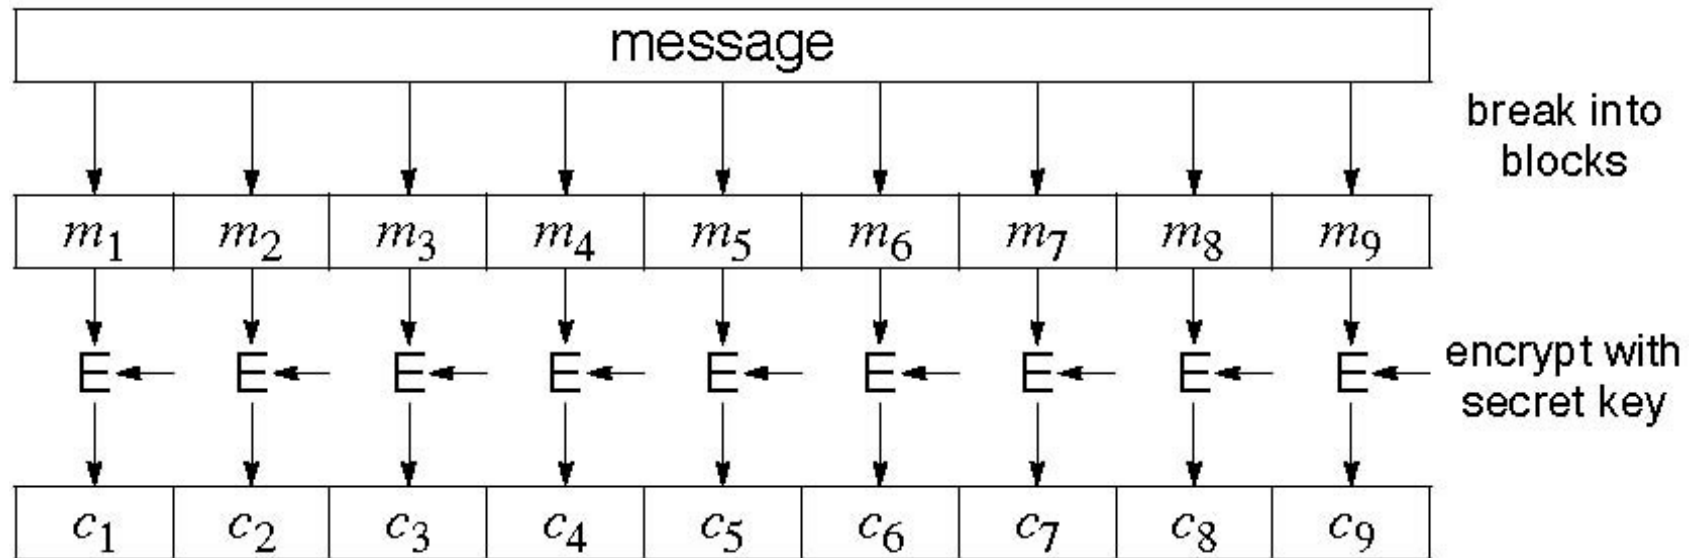 message
break into
blocks
m1 m2 m3 m4 m5 m6 m7 m8 m9
E E E E E E E E E
encrypt with
secret key
c1 c2 c3 c4 c5 c6 c7 c8 c9